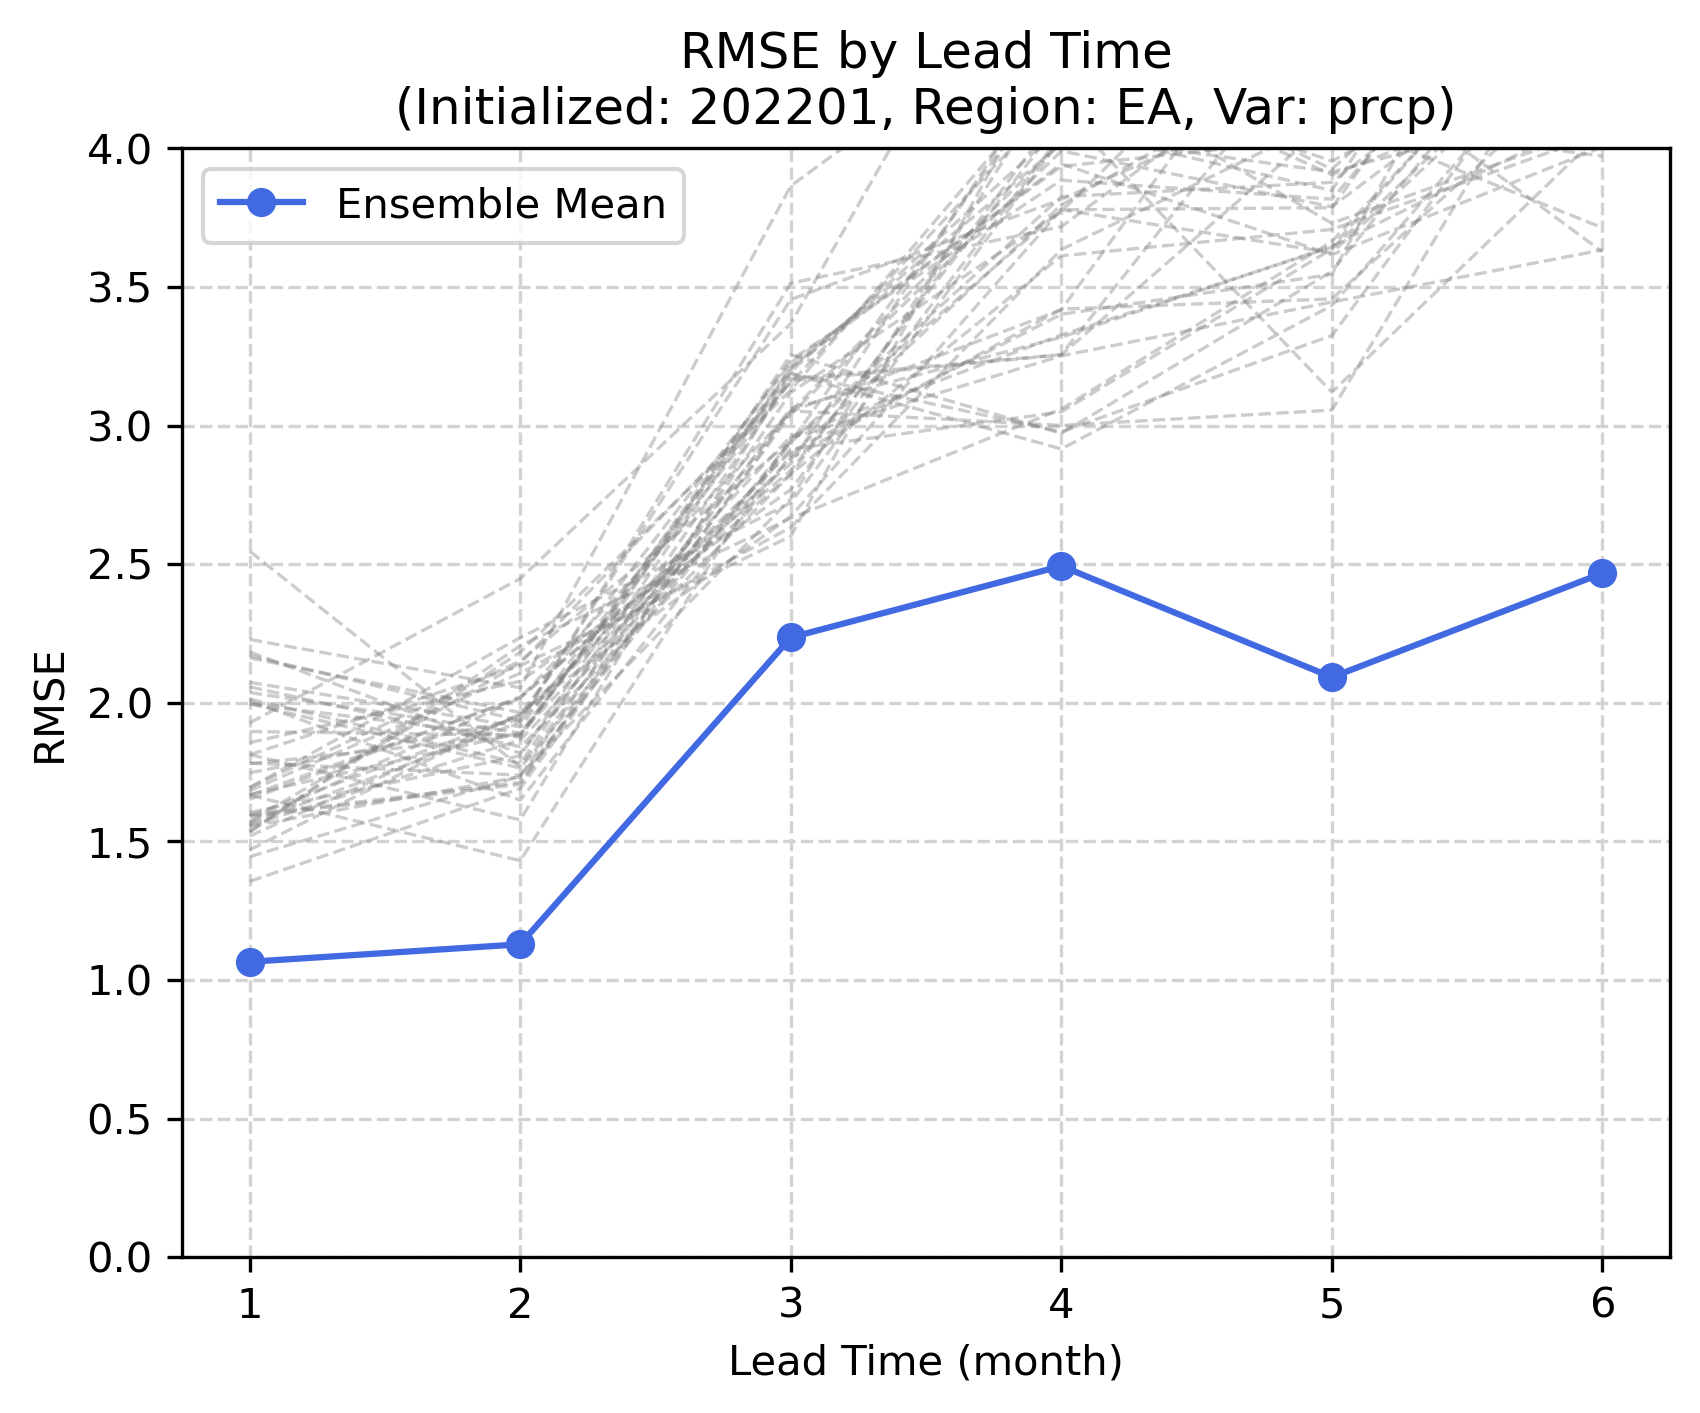 RMSE by Lead Time
(Initialized: 202201, Region: EA, Var: prcp)
Ensemble Mean
4.0
3.5
3.0
2.5
2.0
1.5
1.0
0.5
0.0
RMSE
1 2 3 4 5 6
Lead Time (month)